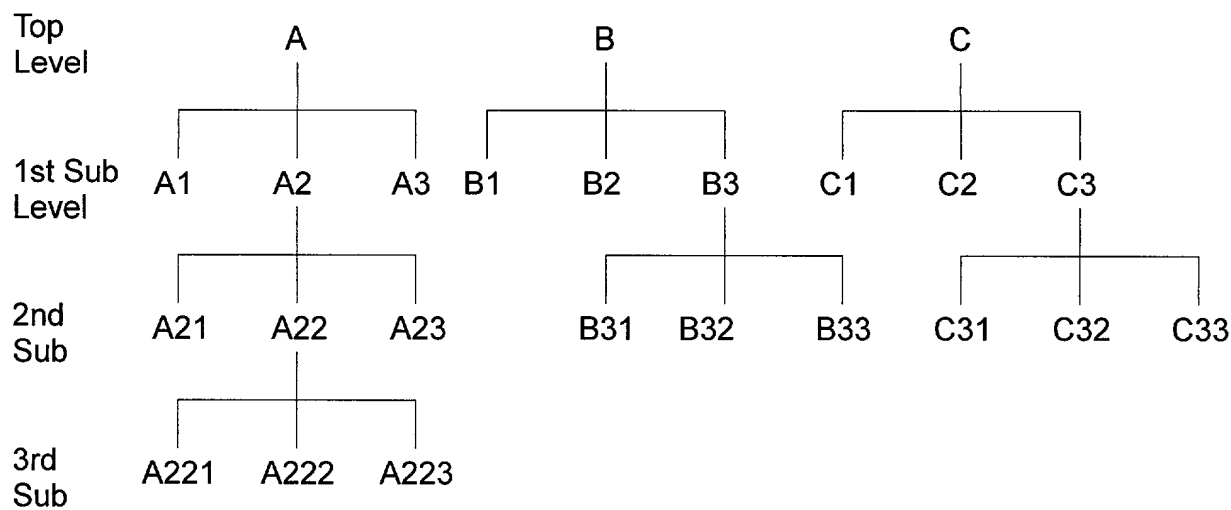 Top
Level
A B C
1st Sub
Level
A1 A2 A3 B1 B2 B3 C1 C2 C3
2nd
Sub
A21 A22 A23 B31 B32 B33 C31 C32 C33
3rd
Sub
A221 A222 A223